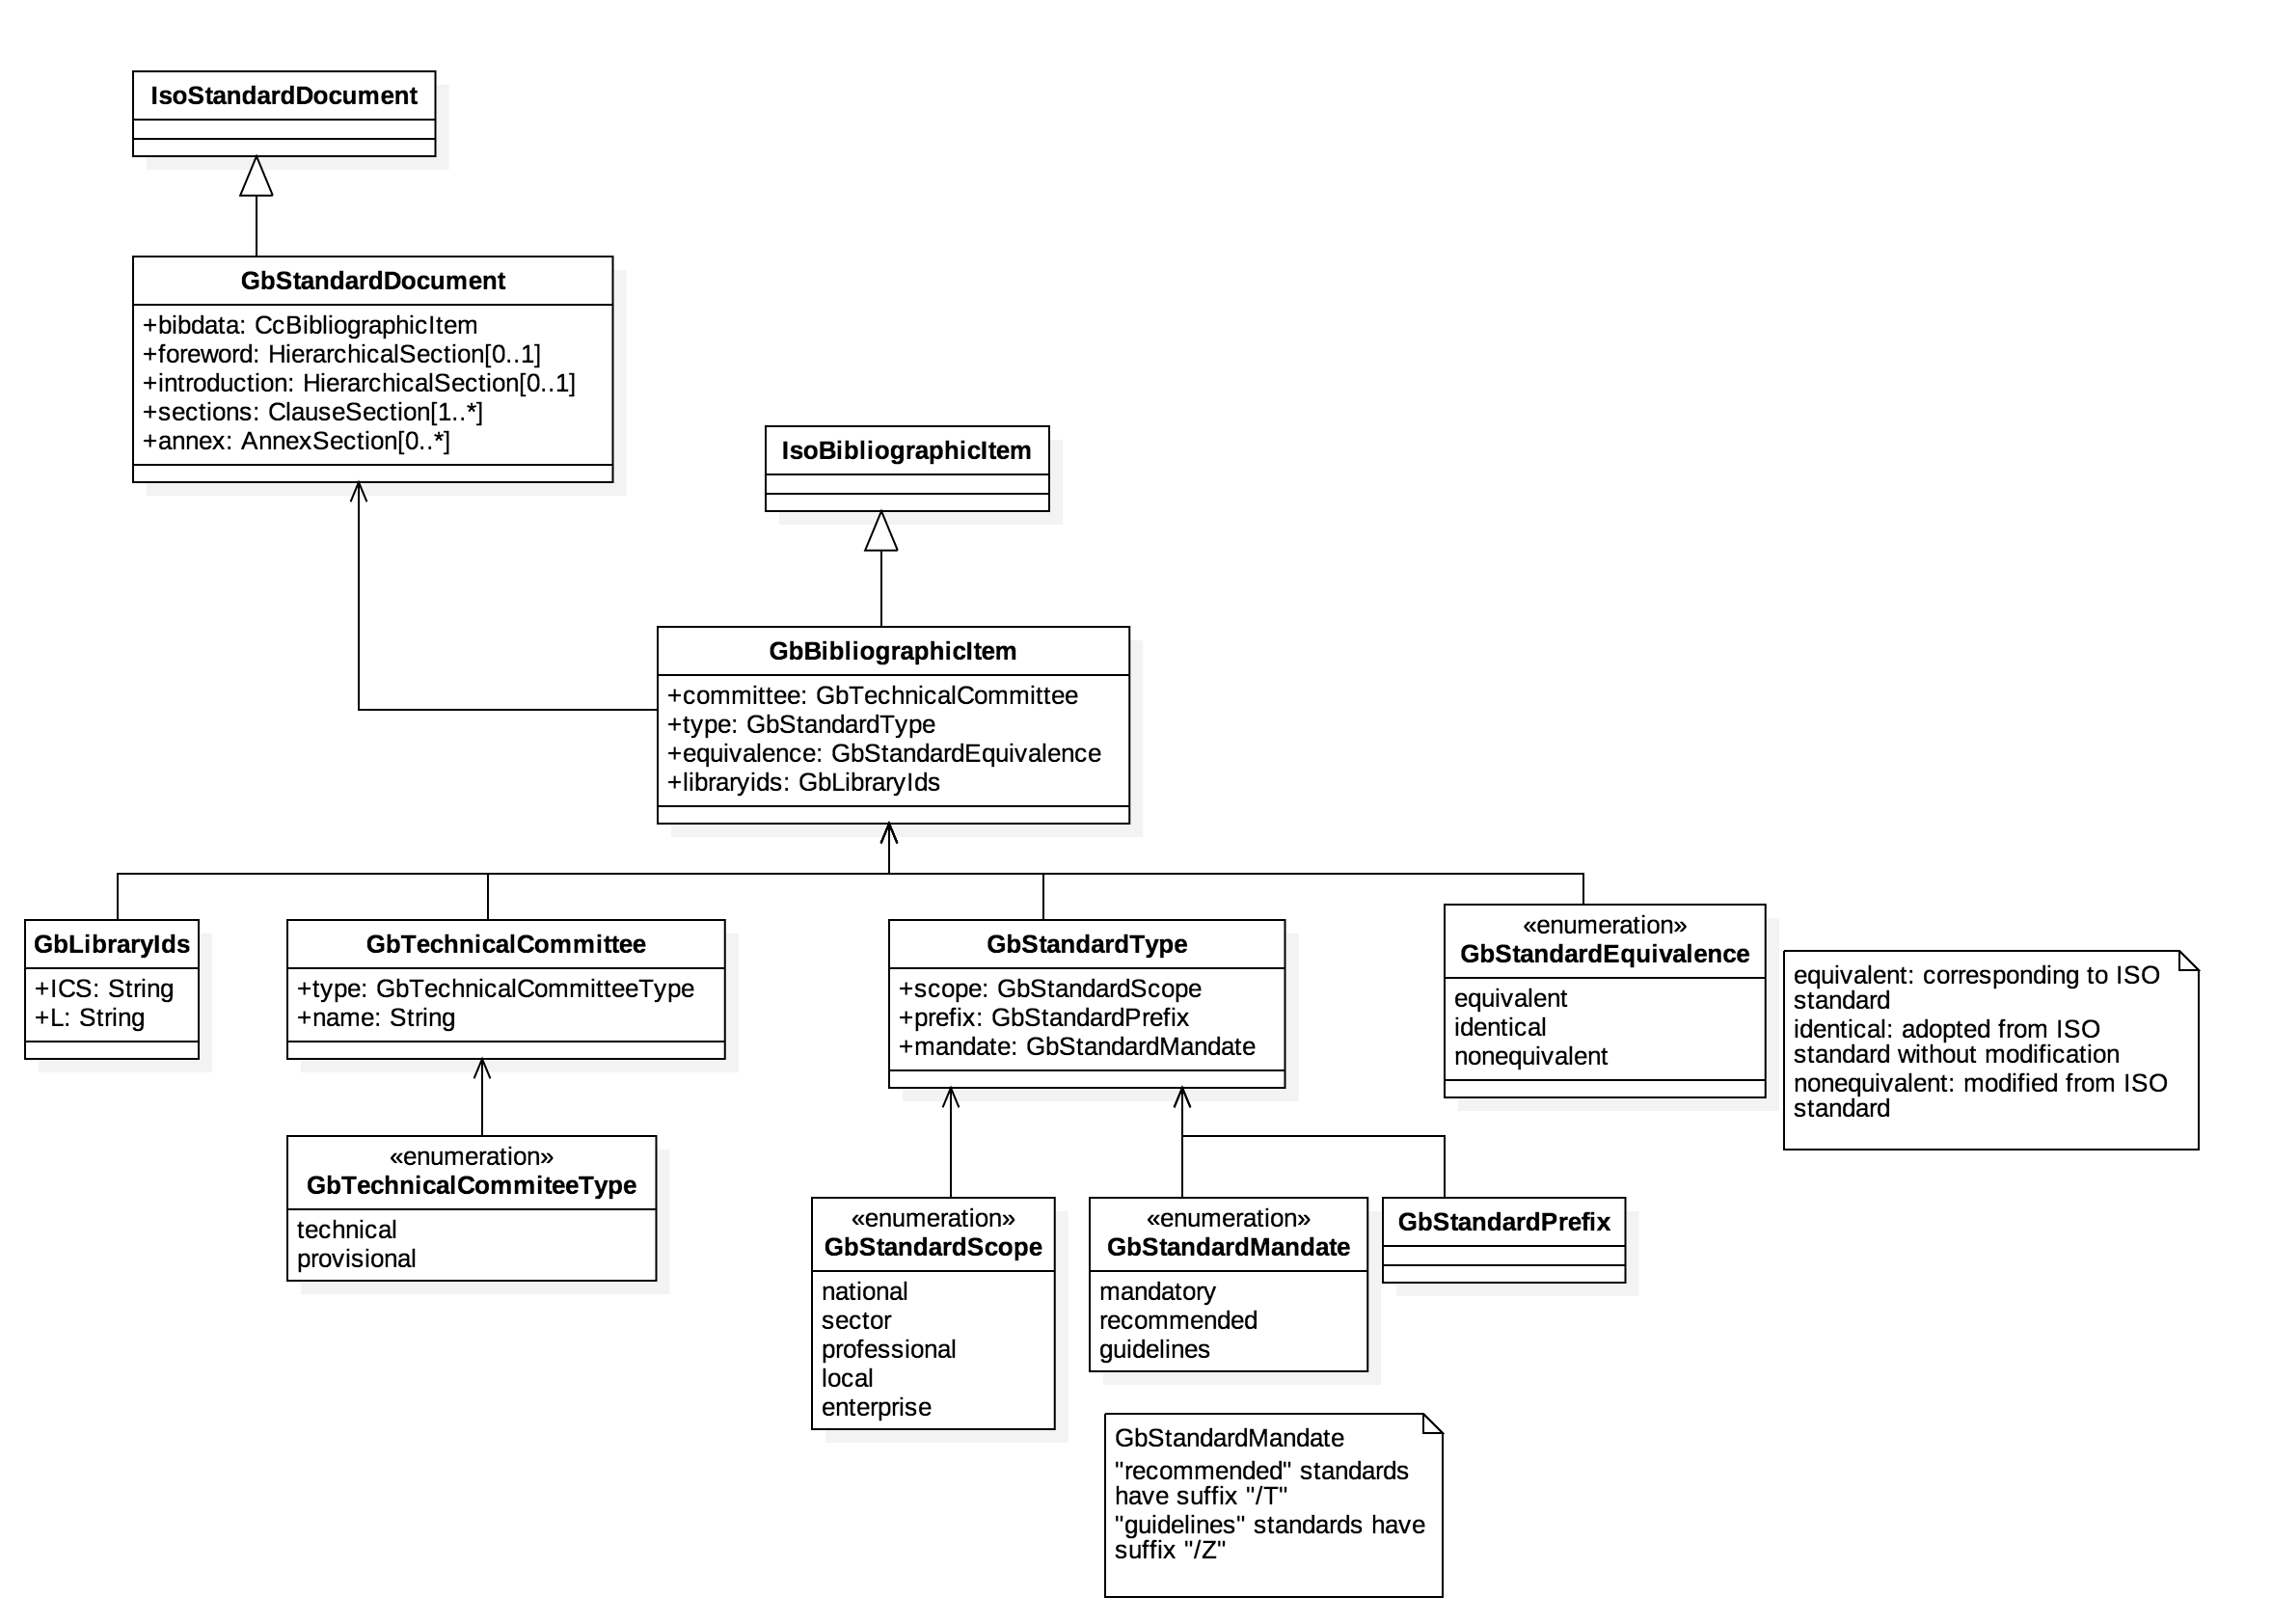 IsoStandardDocument
GbStandardDocument
+bibdata: CcBibliographicItem
+foreword: HierarchicalSection[0..1]
+introduction: HierarchicalSection[0..1]
+sections: ClauseSection[1..*]
+annex: AnnexSection[0..*]
IsoBibliographicItem
GbBibliographicItem
+committee: GbTechnicalCommittee
+type: GbStandardType
+equivalence: GbStandardEquivalence
+libraryids: GbLibraryIds
GbLibraryIds
+ICS: String
+L: String
GbTechnicalCommittee
+type: GbTechnicalCommitteeType
+name: String
GbStandardType
+scope: GbStandardScope
+prefix: GbStandardPrefix
+mandate: GbStandardMandate
«enumeration»
GbStandardEquivalence
equivalent
identical
nonequivalent
equivalent: corresponding to ISO
standard
identical: adopted from ISO
standard without modification
nonequivalent: modified from ISO
standard
«enumeration»
GbTechnicalCommiteeType
technical
provisional
«enumeration»
GbStandardScope
national
sector
professional
local
enterprise
«enumeration»
GbStandardMandate
mandatory
recommended
guidelines
GbStandardPrefix
GbStandardMandate
"recommended" standards
have suffix "/T"
"guidelines" standards have
suffix "/Z"